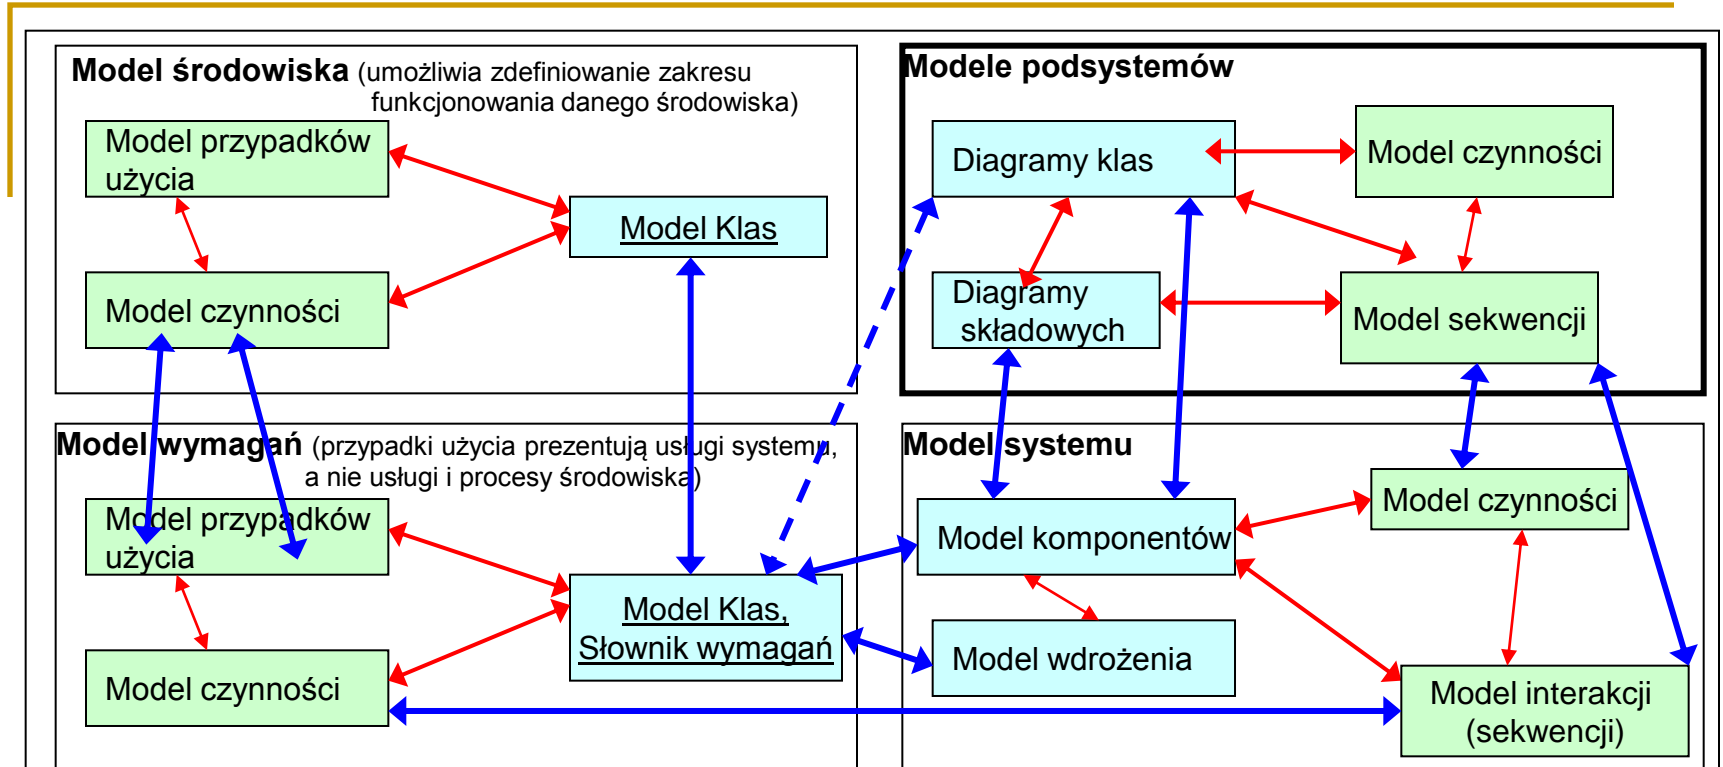 Model środowiska (umożliwia zdefiniowanie zakresu
funkcjonowania danego środowiska)
Model przypadków
użycia
Model Klas
Model czynności
Modele podsystemów
Diagramy klas
Model czynności
Diagramy
składowych
Model sekwencji
Model wymagań (przypadki użycia prezentują usługi systemu,
a nie usługi i procesy środowiska)
Model przypadków
użycia
Model Klas,
Słownik wymagań
Model czynności
Model systemu
Model czynności
Model komponentów
Model wdrożenia
Model interakcji
(sekwencji)